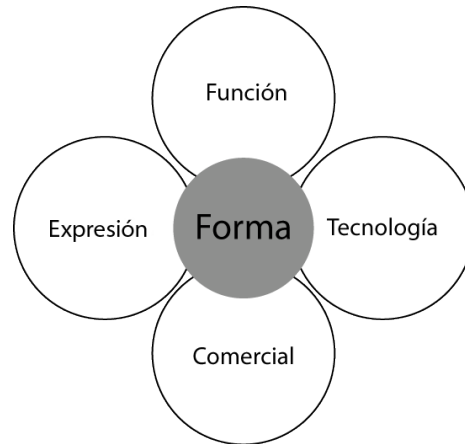 Función
Expresión
Forma
Tecnología
Comercial